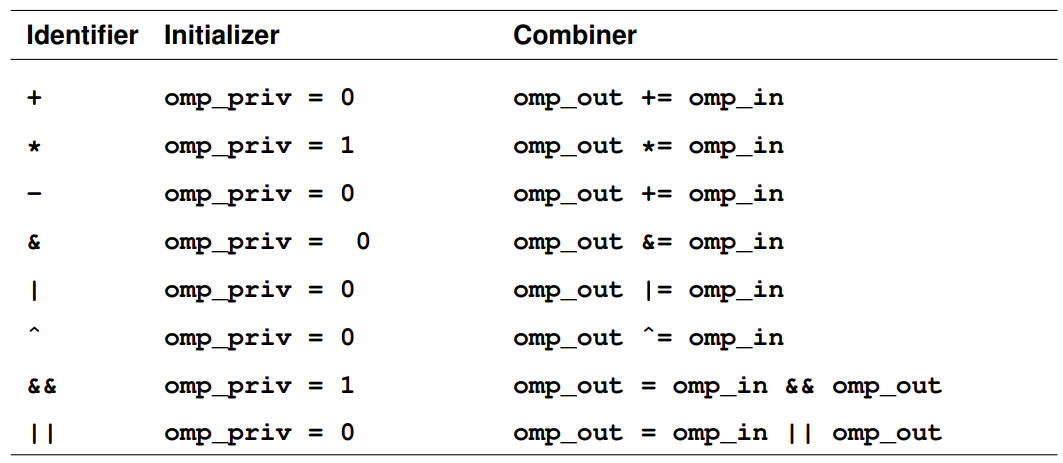 Identifier Initializer Combiner
+ omp_priv = 0 omp_out += omp_in
* omp_priv = 1 omp_out *= omp_in
- omp_priv = 0 omp_out += omp_in
& omp_priv =  0 omp_out &= omp_in
| omp_priv = 0 omp_out |= omp_in
^ omp_priv = 0 omp_out ^= omp_in
&& omp_priv = 1 omp_out = omp_in && omp_out
|| omp_priv = 0 omp_out = omp_in || omp_out